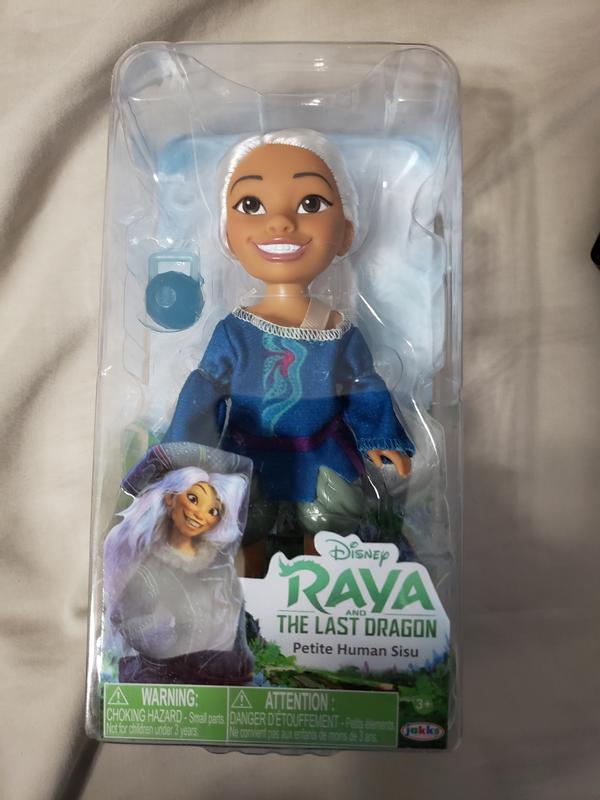 Disney
RAYA
AND
THE LAST DRAGON
Petite Human Sisu
WARNING:
CHOKING HAZARD - Small parts.
Not for children under 3 years.
ATTENTION :
DANGER D'ÉTOUFFEMENT - Petits éléments.
Ne convient pas aux enfants de moins de 3 ans.
3+
jakks